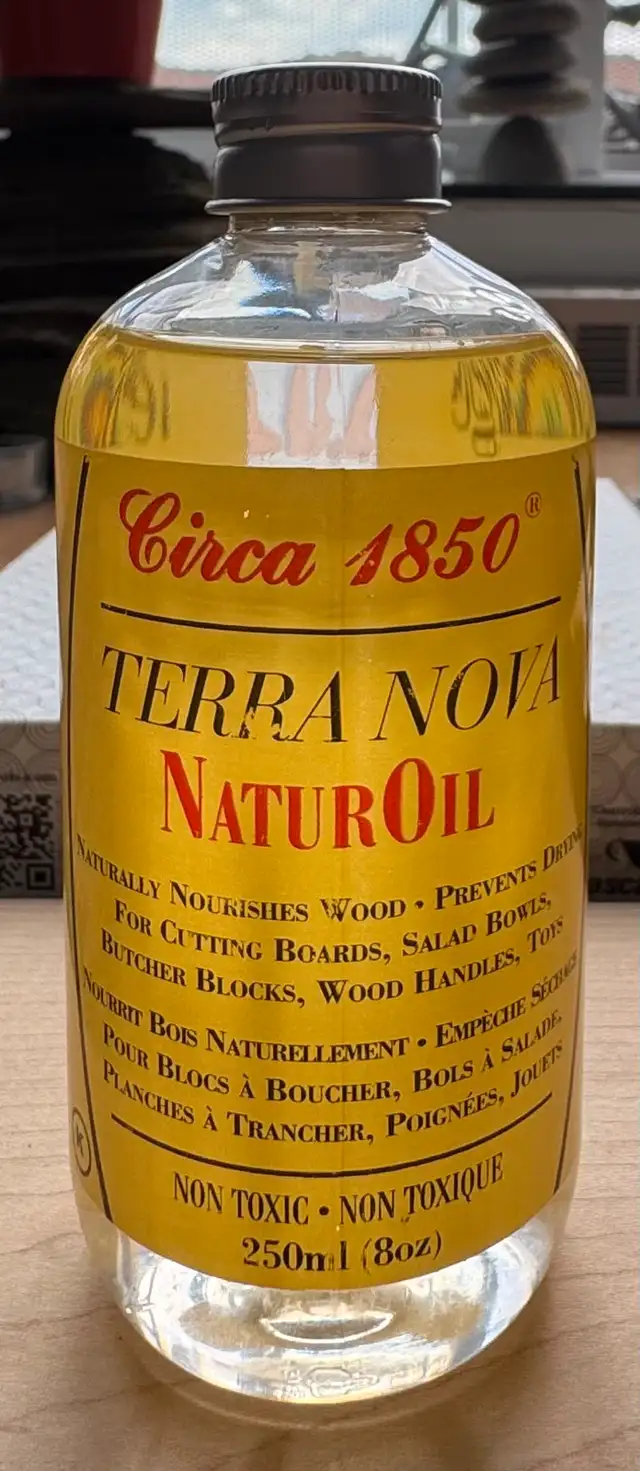 Circa 1850®
TERRA NOVA
NATUROIL
NATURALLY NOURISHES WOOD • PREVENTS DRYING
FOR CUTTING BOARDS, SALAD BOWLS,
BUTCHER BLOCKS, WOOD HANDLES, TOYS
NOURRIT BOIS NATURELLEMENT • EMPÈCHE SÉCHAGE
POUR BLOCS À BOUCHER, BOLS À SALADE,
PLANCHES À TRANCHER, POIGNÉES, JOUETS
K
NON TOXIC • NON TOXIQUE
250ml (8oz)